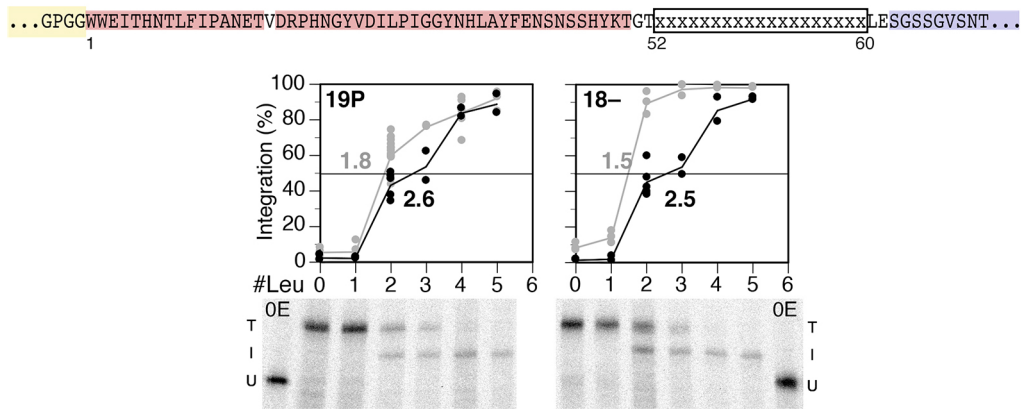 ...GPGGWWEITHNTLFIPANETVDRPHNGYVDILPIGGYNHLAYFENSNSSHYKTGTxxxxxxxxxxxxxxxxxxxLESGSSGVSNT...
1 52 60
Integration (%)
100
80
60
40
20
0
19P
1.8
2.6
18–
1.5
2.5
#Leu 0 1 2 3 4 5 6 0 1 2 3 4 5 6
0E 0E
T T
I I
U U